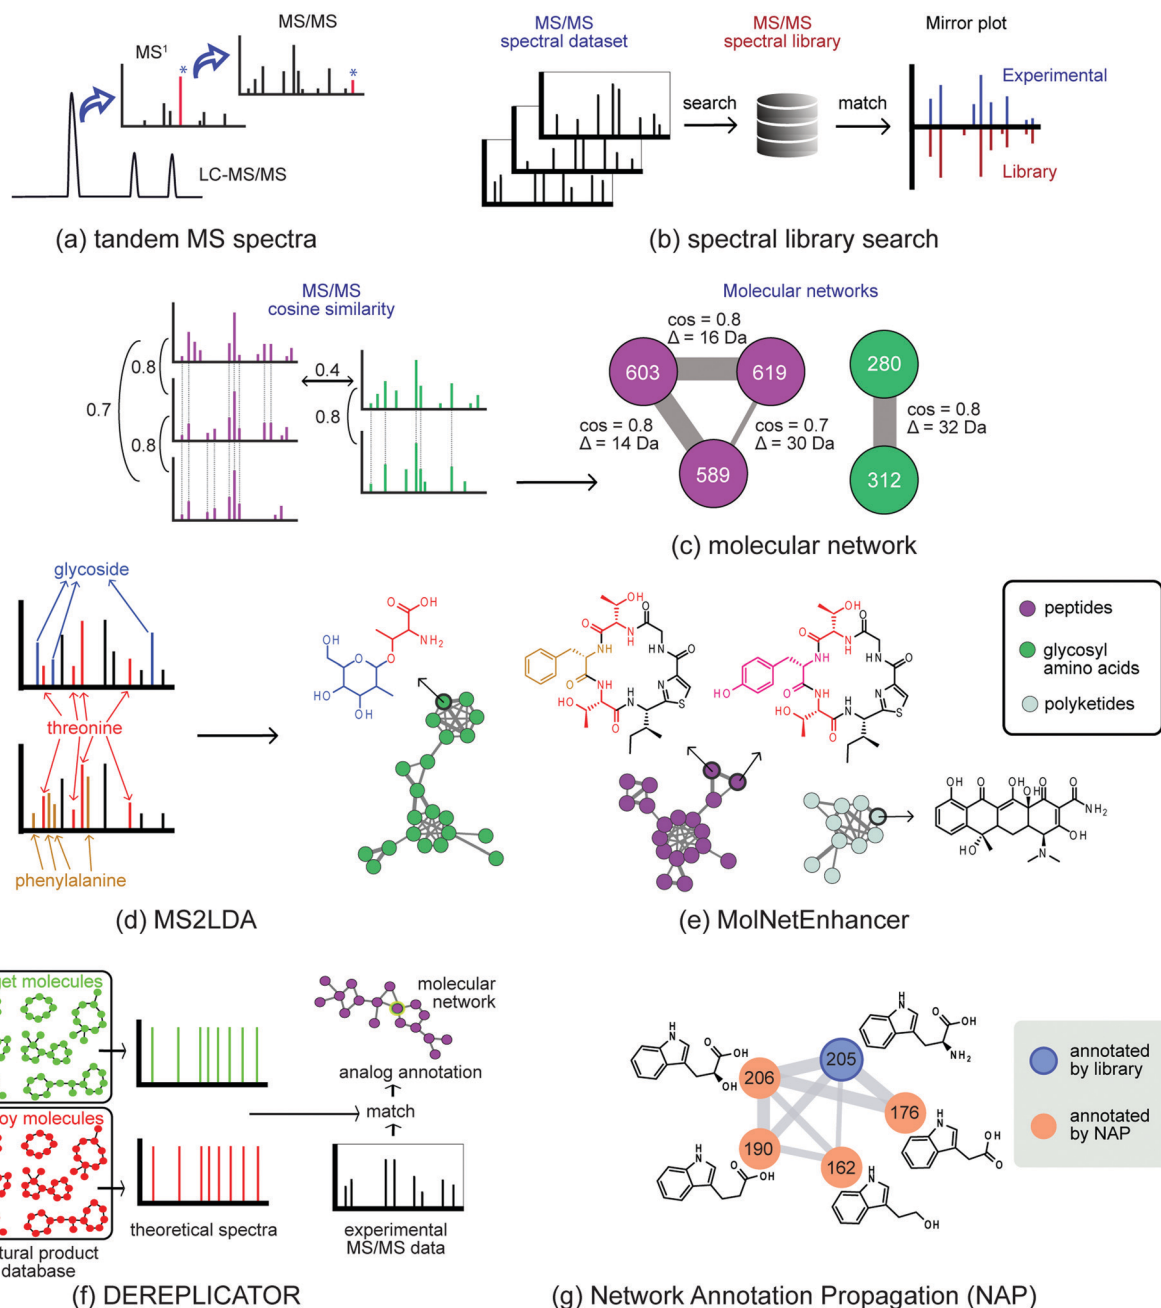 MS/MS
MS¹
*
*
LC-MS/MS
(a) tandem MS spectra
MS/MS
spectral dataset
search
MS/MS
spectral library
match
Mirror plot
Experimental
Library
(b) spectral library search
MS/MS
cosine similarity
0.8
0.7
0.8
0.4
0.8
Molecular networks
cos = 0.8
Δ = 16 Da
603
619
cos = 0.8
Δ = 14 Da
cos = 0.7
Δ = 30 Da
589
280
cos = 0.8
Δ = 32 Da
312
(c) molecular network
glycoside
threonine
phenylalanine
O
OH
NH₂
O
HO
O
HO
OH
(d) MS2LDA
OH
O
O
NH
NH
O
O
N
S
O
NH
HO
O
HN
OH
O
O
NH
NH
O
O
N
S
HO
O
NH
HO
O
HN
peptides
glycosyl
amino acids
polyketides
OH
O
OH
OH
O
O
NH₂
HO
N
OH
(e) MolNetEnhancer
get molecules
oy molecules
tural product
database
theoretical spectra
molecular
network
analog annotation
match
experimental
MS/MS data
(f) DEREPLICATOR
H
N
O
OH
OH
H
N
O
OH
NH₂
206
205
176
190
162
H
N
O
OH
H
N
OH
H
N
OH
O
annotated
by library
annotated
by NAP
(g) Network Annotation Propagation (NAP)